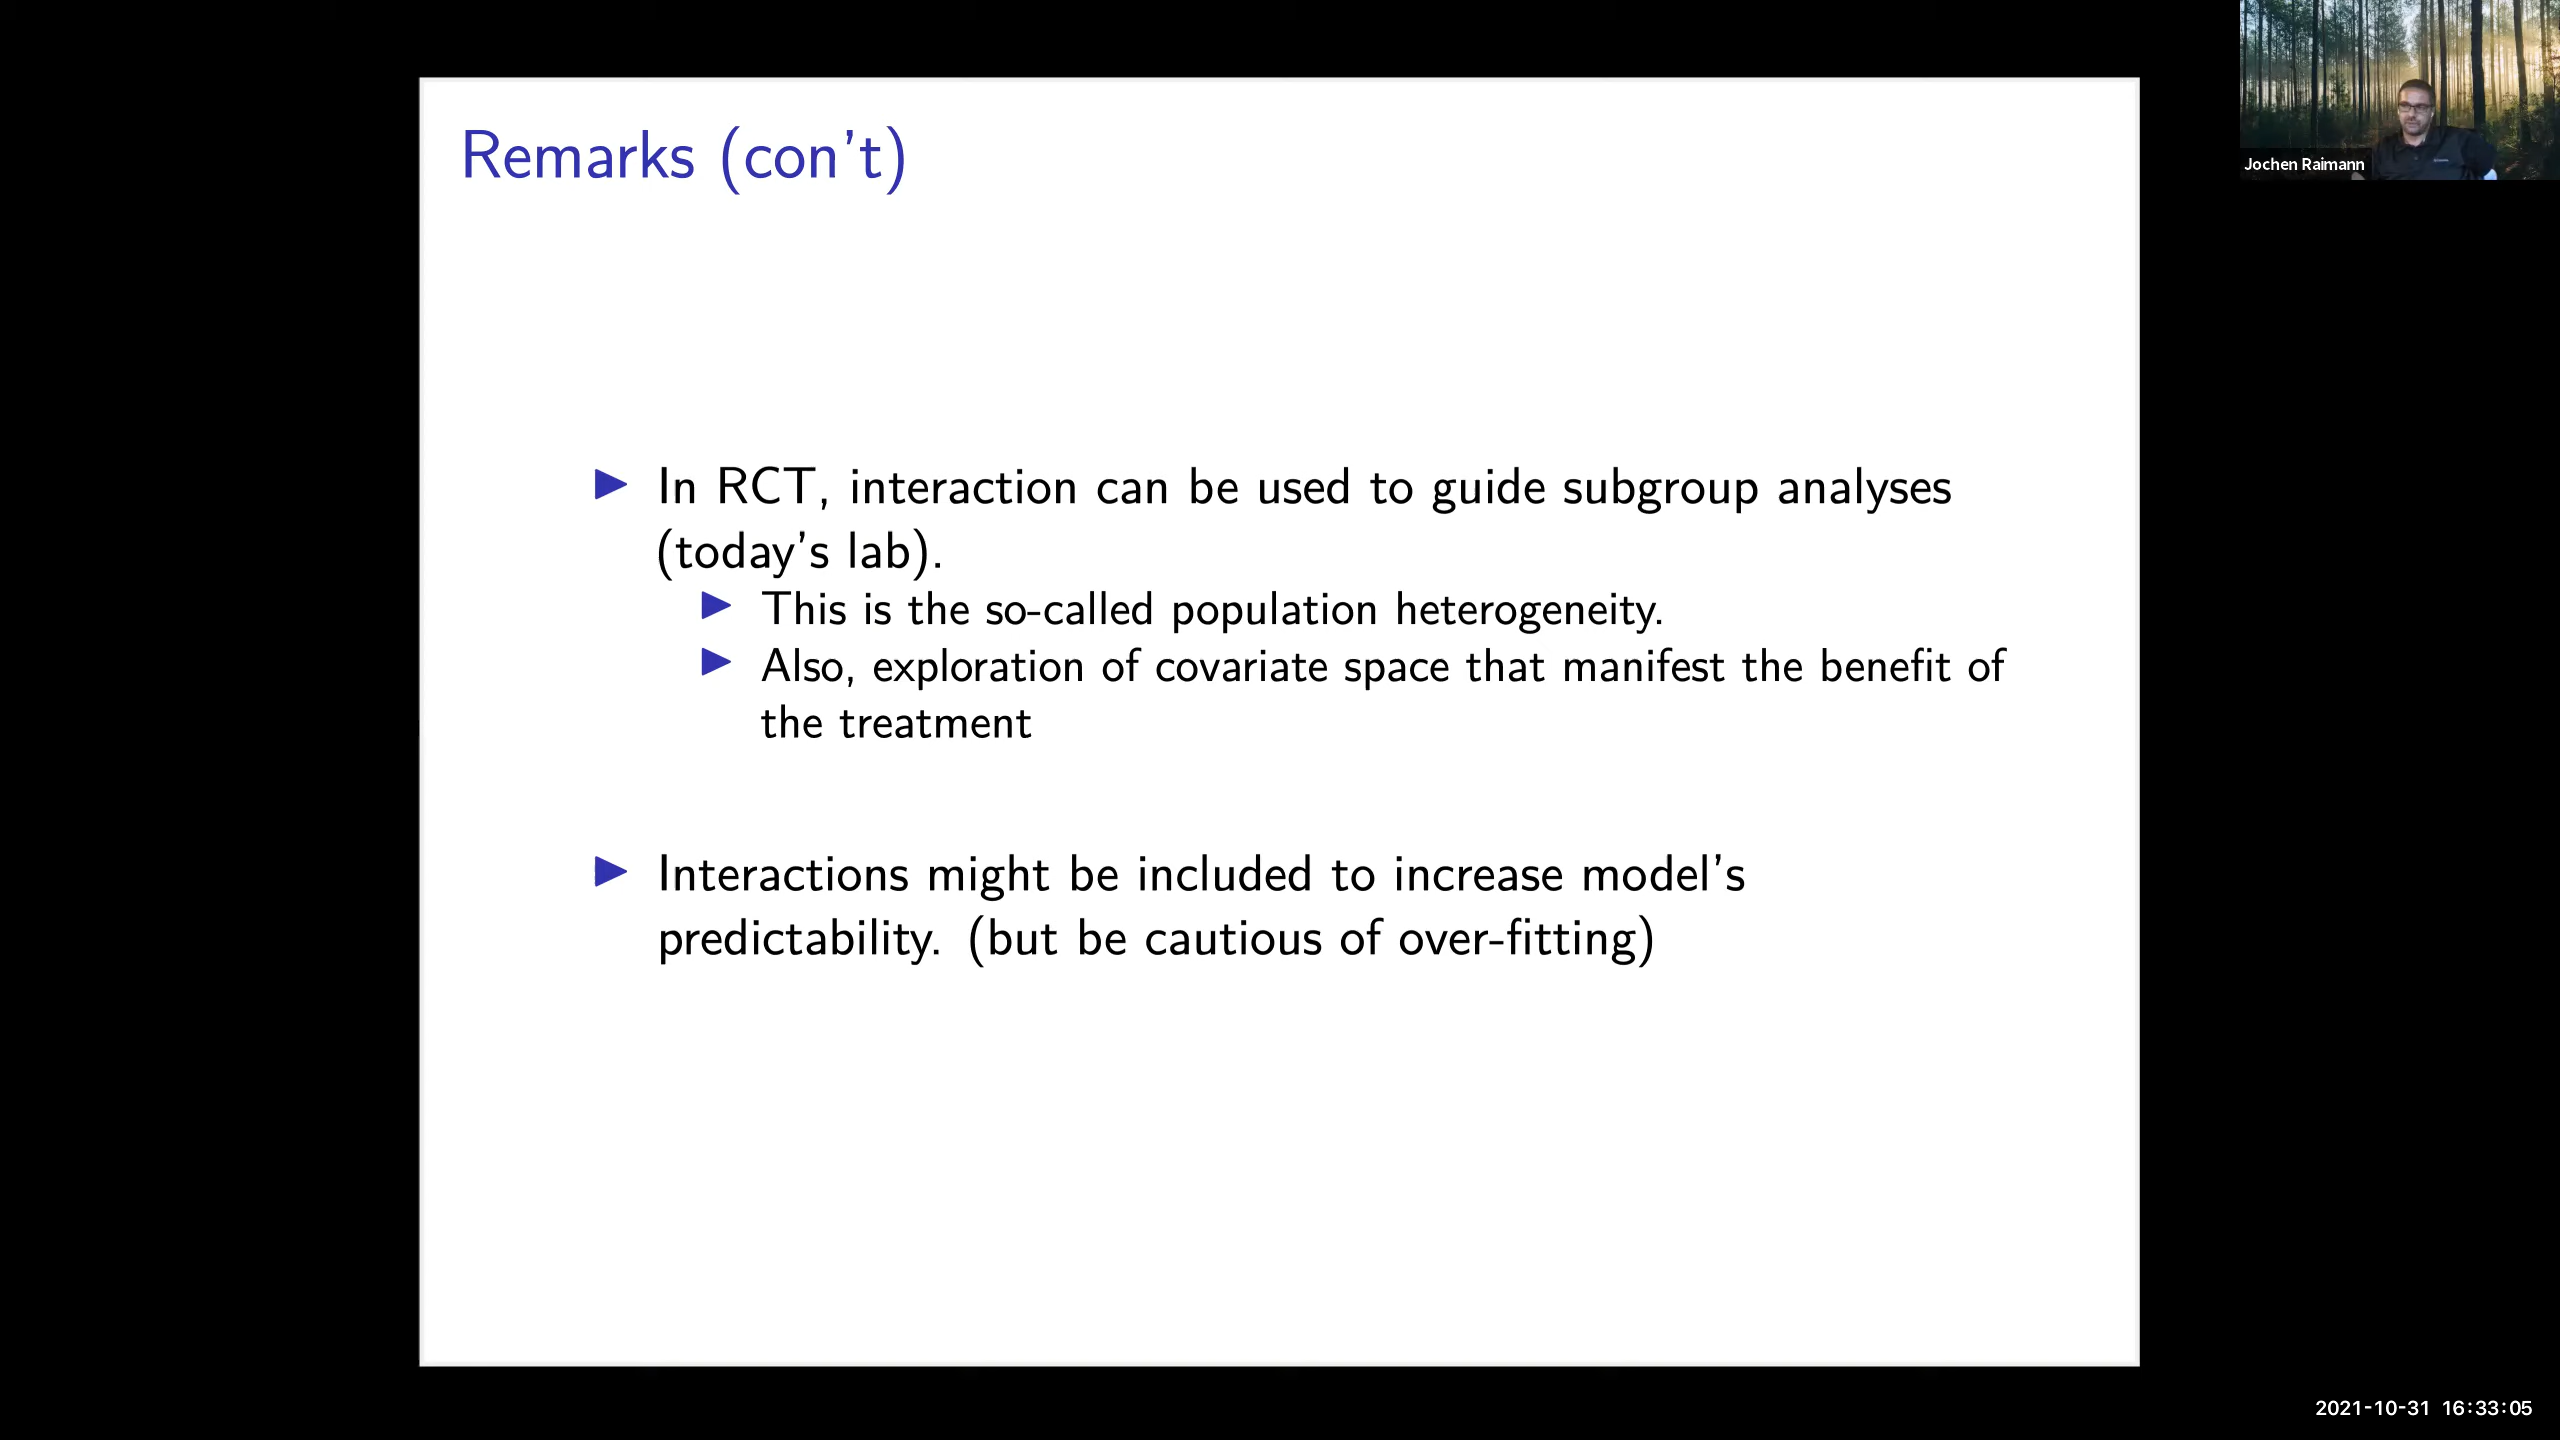 Remarks (con't)
In RCT, interaction can be used to guide subgroup analyses
(today's lab).
This is the so-called population heterogeneity.
Also, exploration of covariate space that manifest the benefit of
the treatment
Interactions might be included to increase model's
predictability. (but be cautious of over-fitting)
Jochen Raimann
2021-10-31 16:33:05